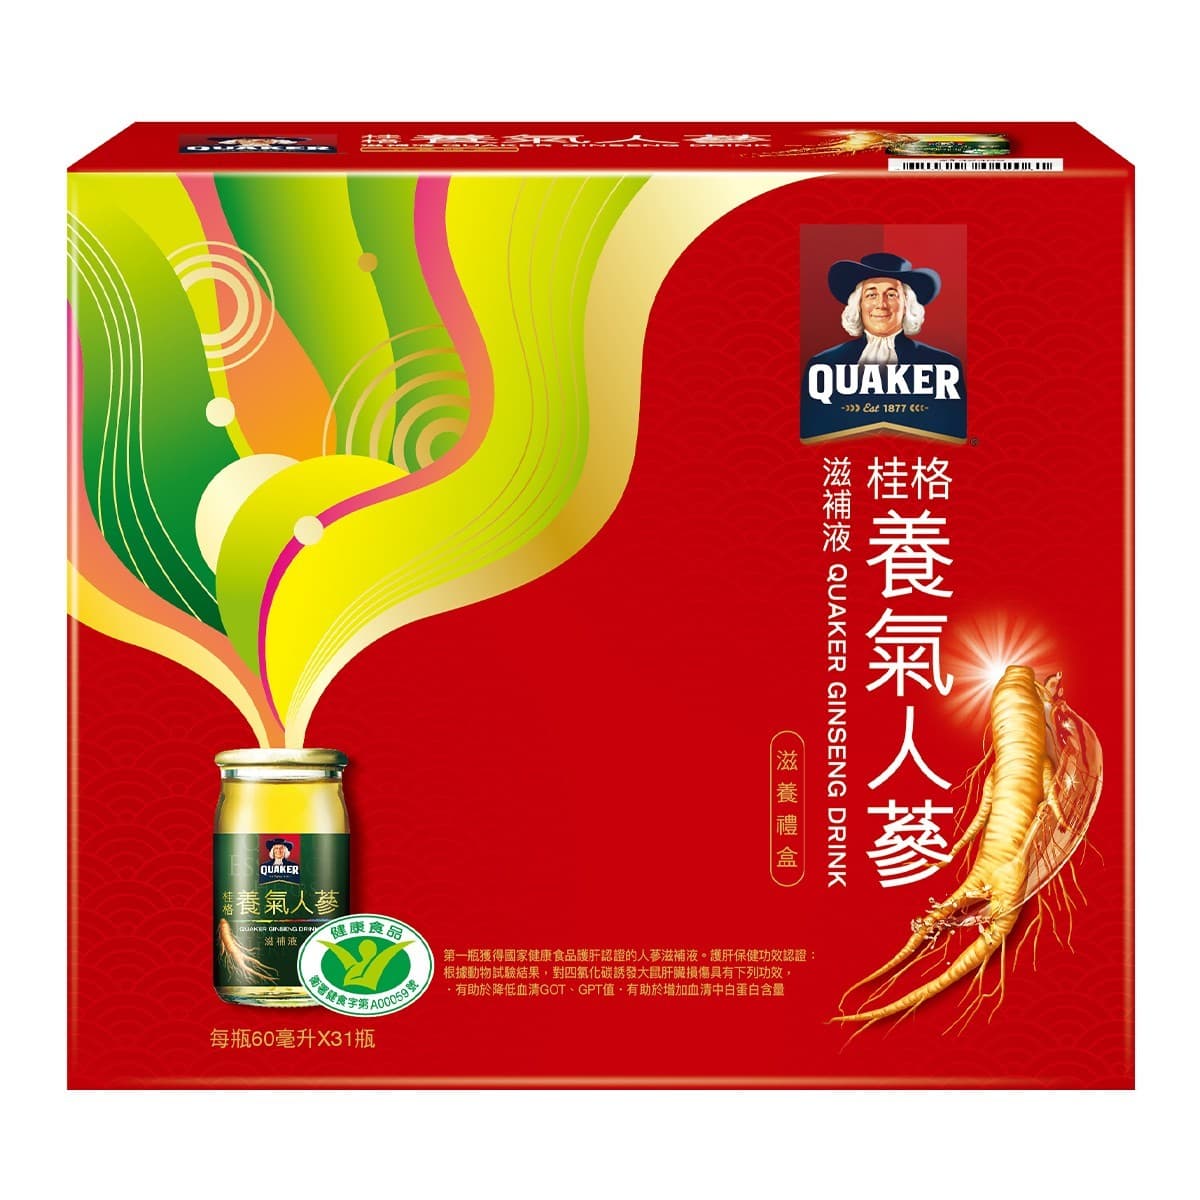 QUAKER
桂格
滋補液
養氣人蔘
QUAKER GINSENG DRINK
QUAKER
Est 1877
桂格
養氣人蔘
滋補液 QUAKER GINSENG DRINK
滋養禮盒
QUAKER
桂格
養氣人蔘
QUAKER GINSENG DRINK
滋補液
健康食品
衛署健食字第A00059號
第一瓶獲得國家健康食品護肝認證的人蔘滋補液。護肝保健功效認證：
根據動物試驗結果，對四氯化碳誘發大鼠肝臟損傷具有下列功效，
．有助於降低血清GOT、GPT值．有助於增加血清中白蛋白含量
每瓶60毫升X31瓶